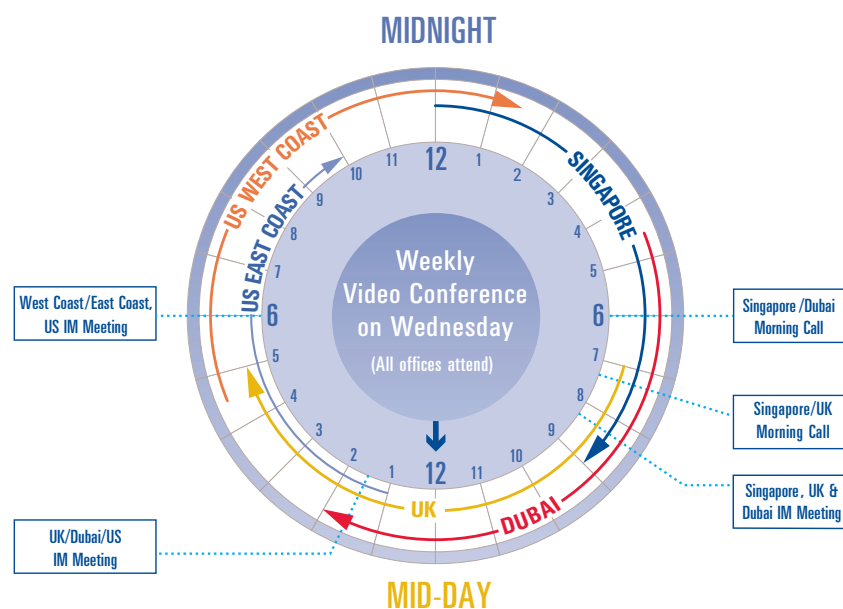 MIDNIGHT
12
1
2
3
4
5
6
7
8
9
10
11
12
1
2
3
4
5
6
7
8
9
10
11
US WEST COAST
US EAST COAST
SINGAPORE
DUBAI
UK
Weekly
Video Conference
on Wednesday
(All offices attend)
West Coast/East Coast,
US IM Meeting
Singapore/Dubai
Morning Call
Singapore/UK
Morning Call
Singapore, UK &
Dubai IM Meeting
UK/Dubai/US
IM Meeting
MID-DAY